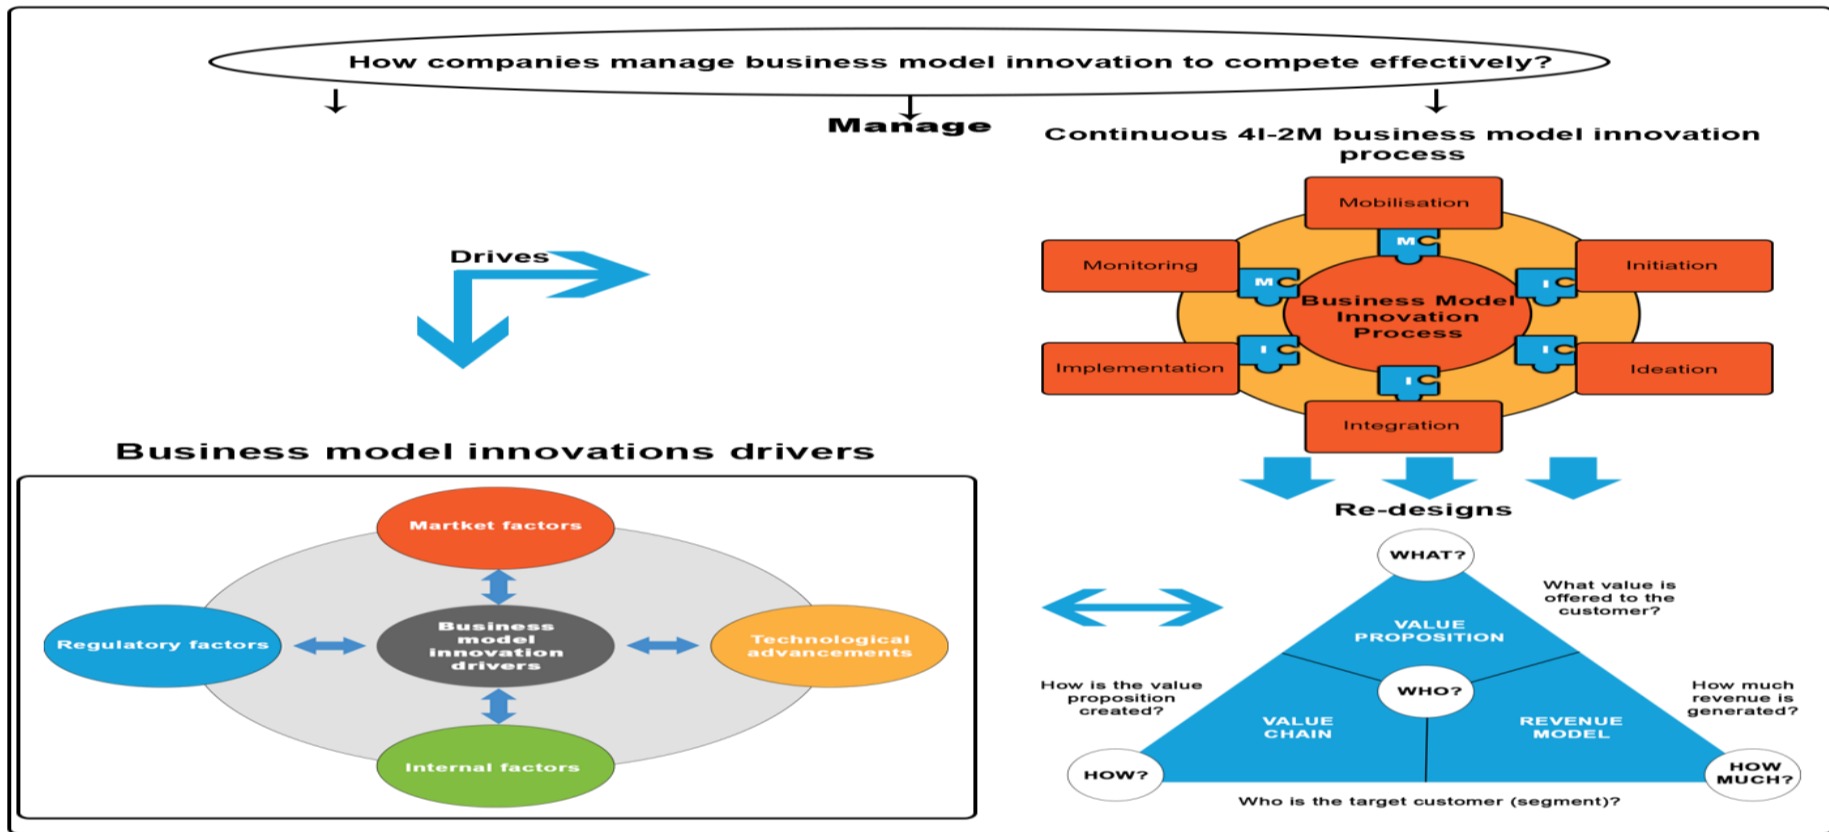 How companies manage business model innovation to compete effectively?
Manage
Continuous 4I-2M business model innovation
process
Mobilisation
M
Monitoring
M
Initiation
I
Business Model
Innovation
Process
Implementation
I
Ideation
I
I
Integration
Drives
Business model innovations drivers
Martket factors
Regulatory factors
Business
model
innovation
drivers
Technological
advancements
Internal factors
Re-designs
WHAT?
What value is
offered to the
customer?
VALUE
PROPOSITION
How is the value
proposition
created?
WHO?
How much
revenue is
generated?
VALUE
CHAIN
REVENUE
MODEL
HOW?
HOW
MUCH?
Who is the target customer (segment)?